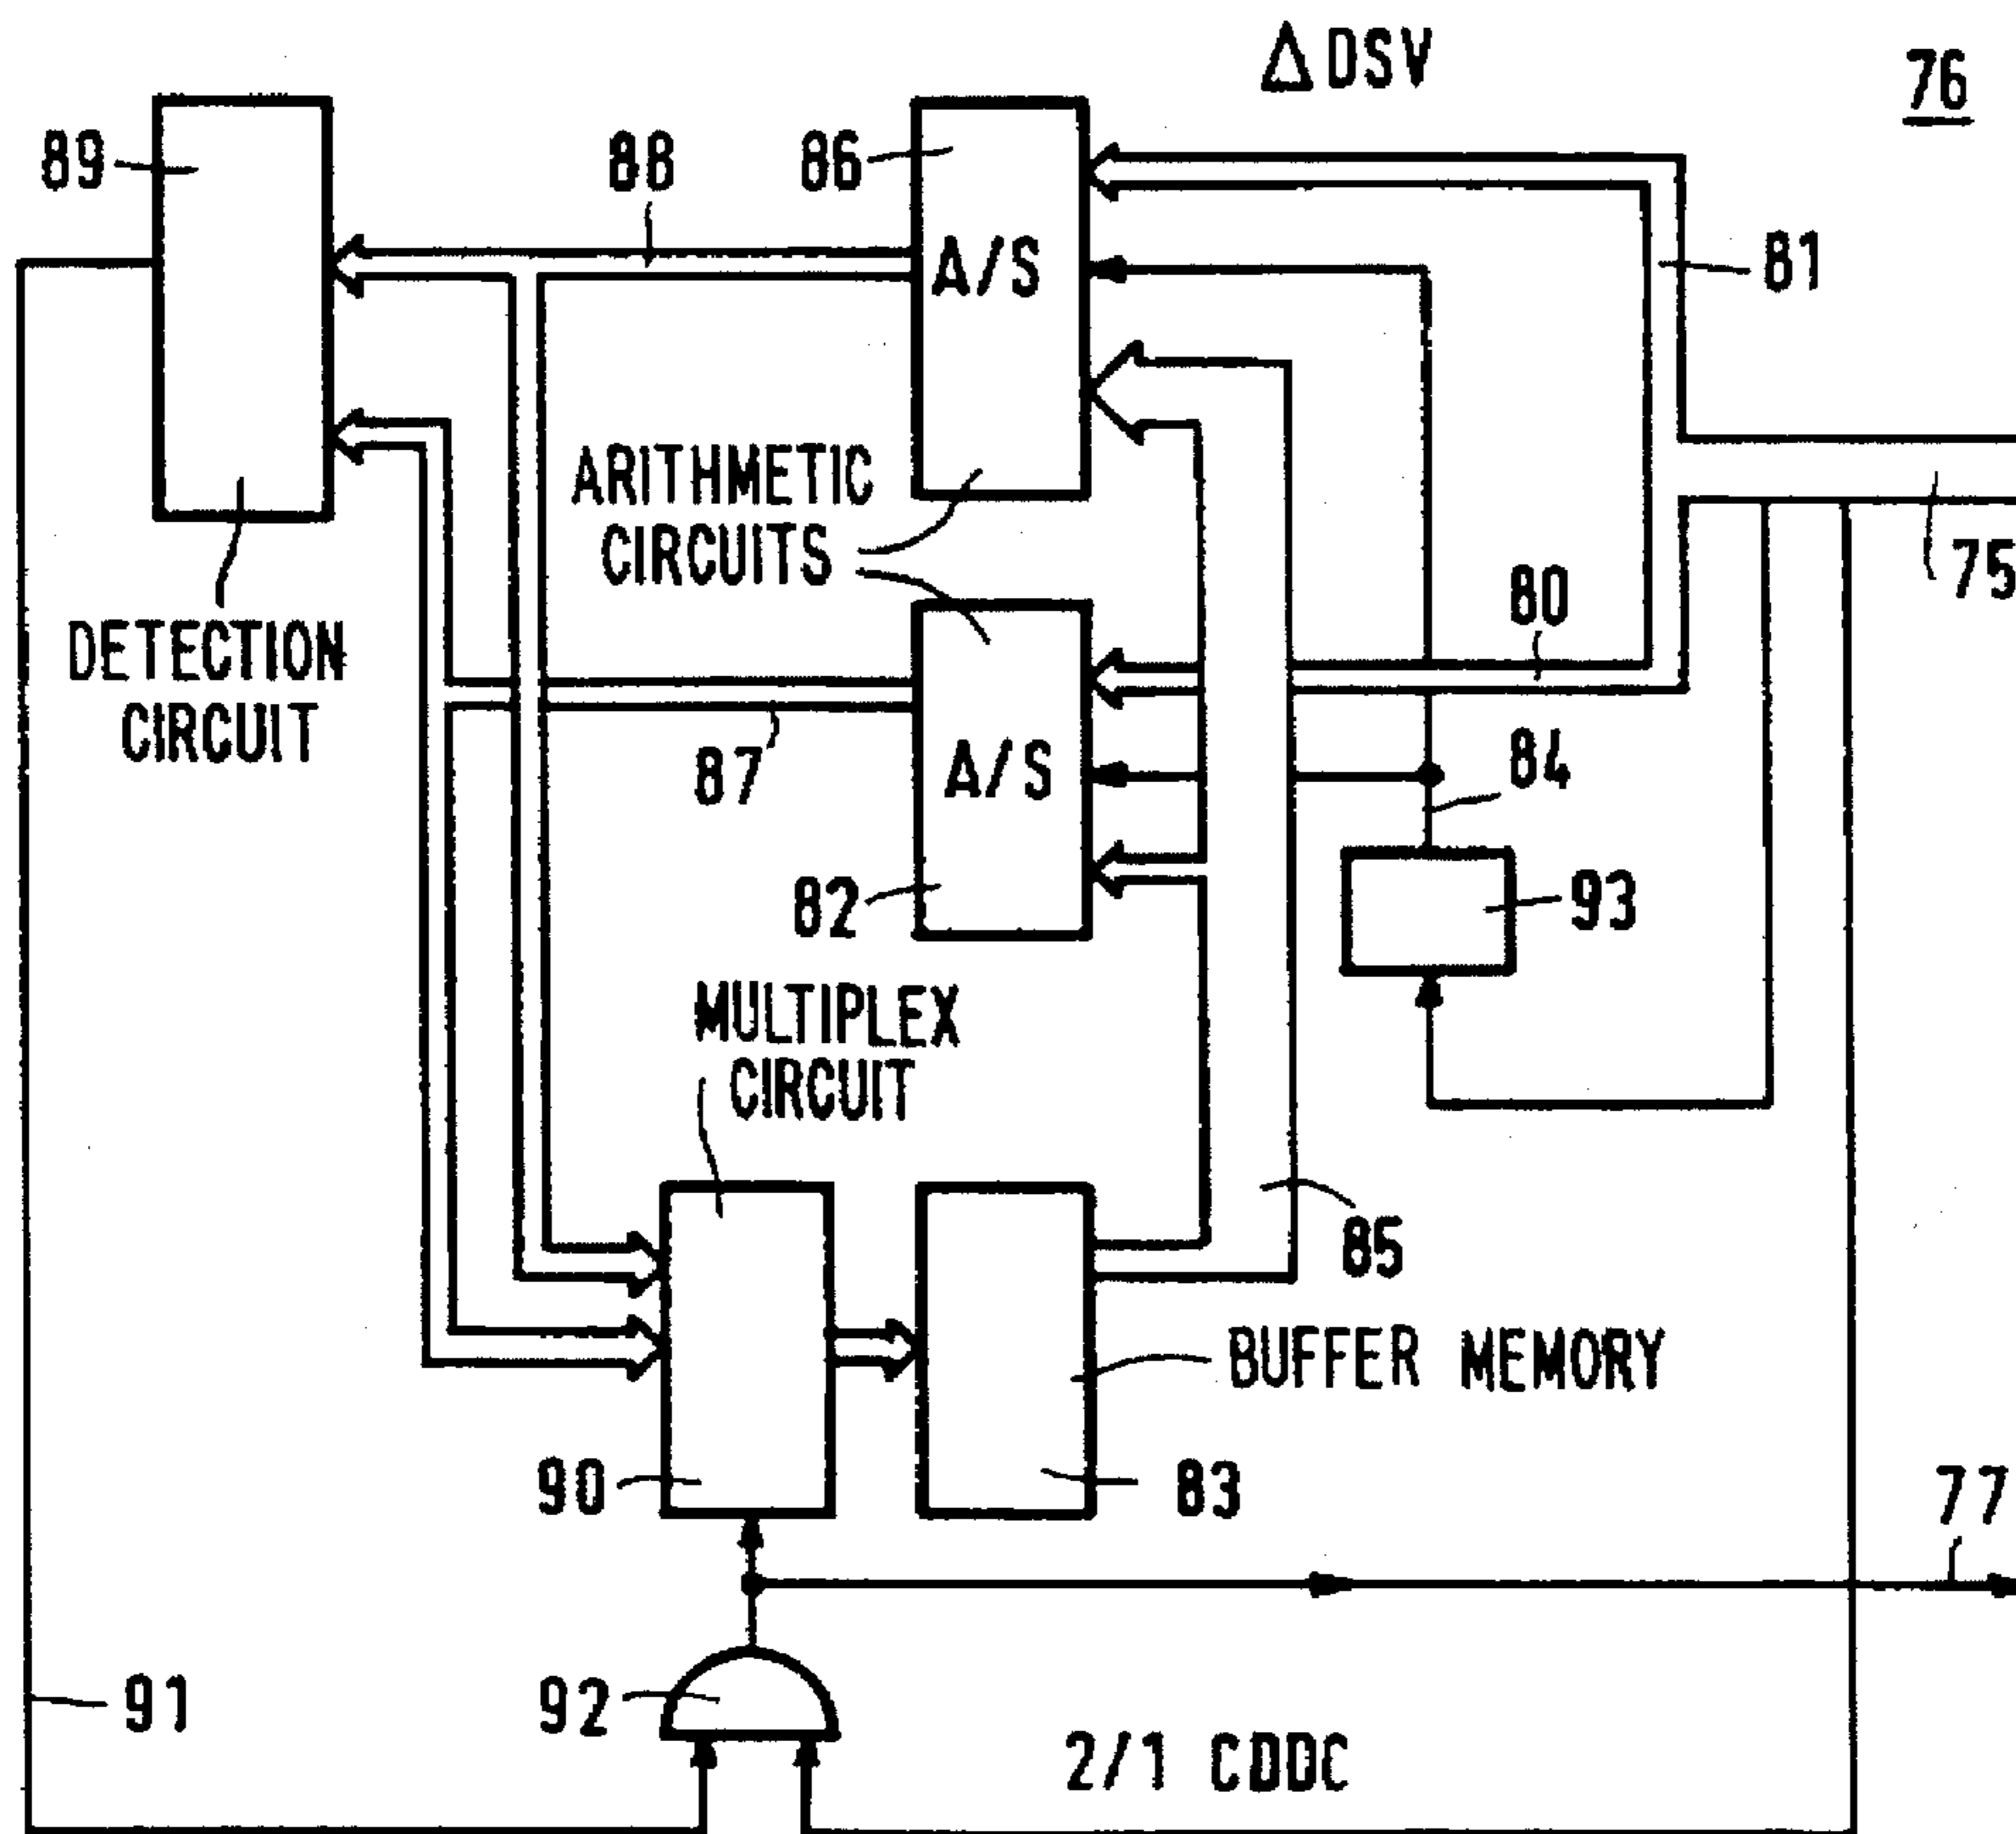 Δ DSV
76
89
88
86
A/S
81
ARITHMETIC
CIRCUITS
75
80
DETECTION
CIRCUIT
87
A/S
84
82
93
MULTIPLEX
CIRCUIT
85
BUFFER MEMORY
90
83
77
91
92
2/1 CDDC